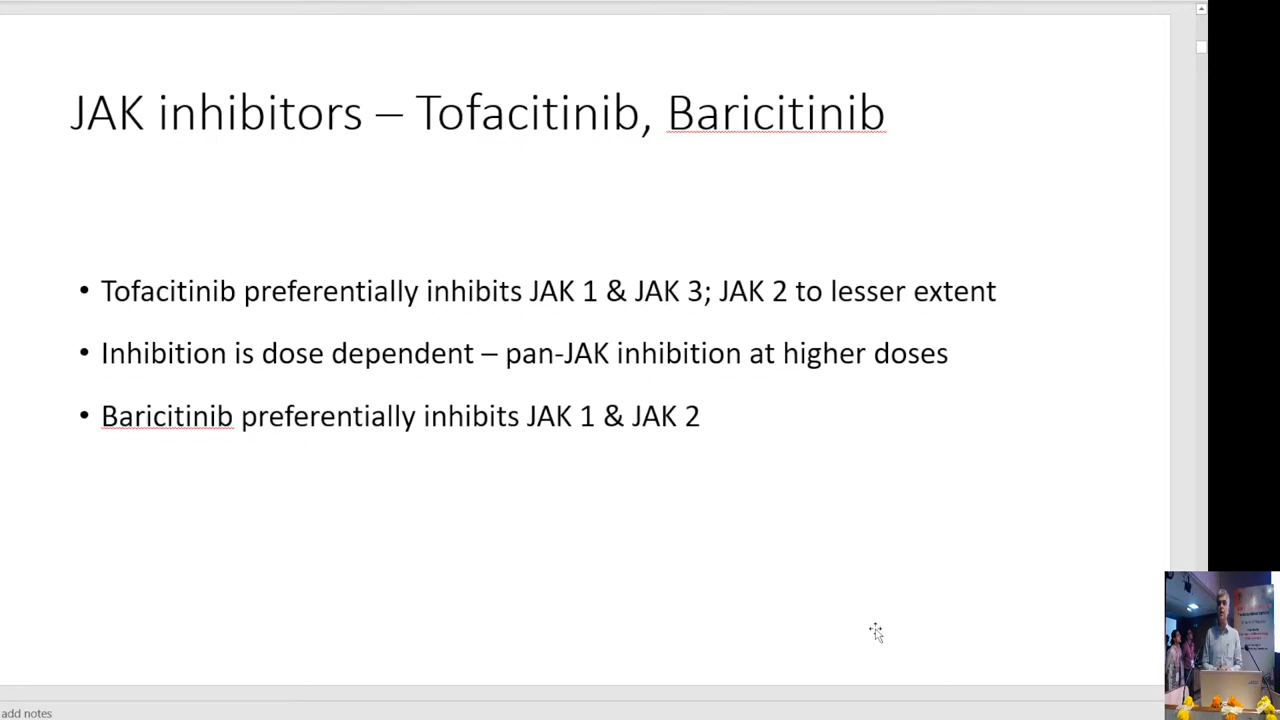 JAK inhibitors – Tofacitinib, Baricitinib
• Tofacitinib preferentially inhibits JAK 1 & JAK 3; JAK 2 to lesser extent
• Inhibition is dose dependent – pan-JAK inhibition at higher doses
• Baricitinib preferentially inhibits JAK 1 & JAK 2
add notes